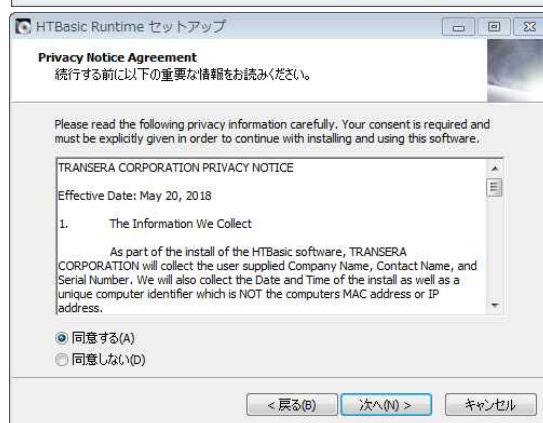 HTBasic Runtime セットアップ
Privacy Notice Agreement
続行する前に以下の重要な情報をお読みください。
Please read the following privacy information carefully. Your consent is required and
must be explicitly given in order to continue with installing and using this software.
TRANSERA CORPORATION PRIVACY NOTICE
Effective Date: May 20, 2018
1. The Information We Collect
As part of the install of the HTBasic software, TRANSERA
CORPORATION will collect the user supplied Company Name, Contact Name, and
Serial Number. We will also collect the Date and Time of the install as well as a
unique computer identifier which is NOT the computers MAC address or IP
address.
同意する(A)
同意しない(D)
< 戻る(B) 次へ(N) > キャンセル